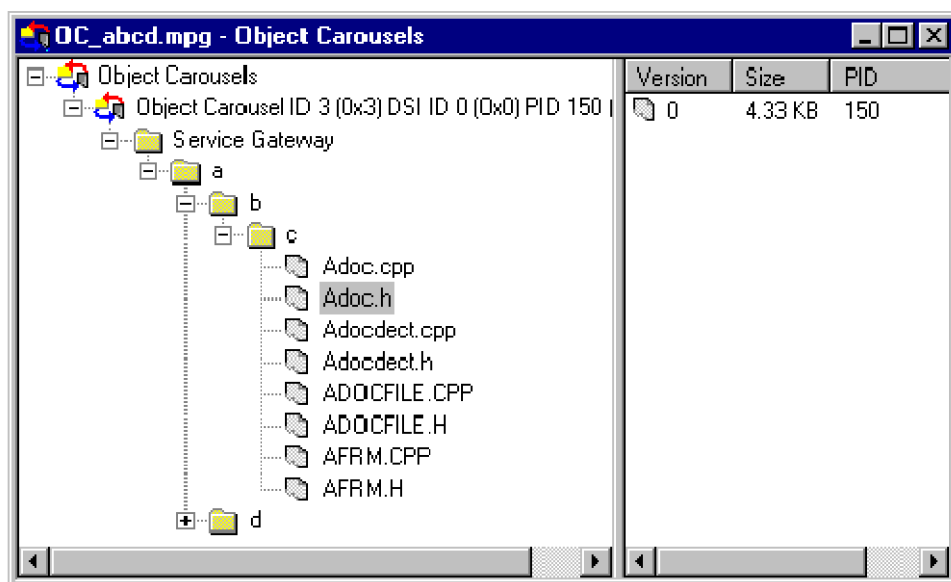 OC_abcd.mpg - Object Carousels
Object Carousels
Object Carousel ID 3 (0x3) DSI ID 0 (0x0) PID 150 (
Service Gateway
a
b
c
Adoc.cpp
Adoc.h
Adocdect.cpp
Adocdect.h
ADOCFILE.CPP
ADOCFILE.H
AFRM.CPP
AFRM.H
d
Version Size PID
0 4.33 KB 150